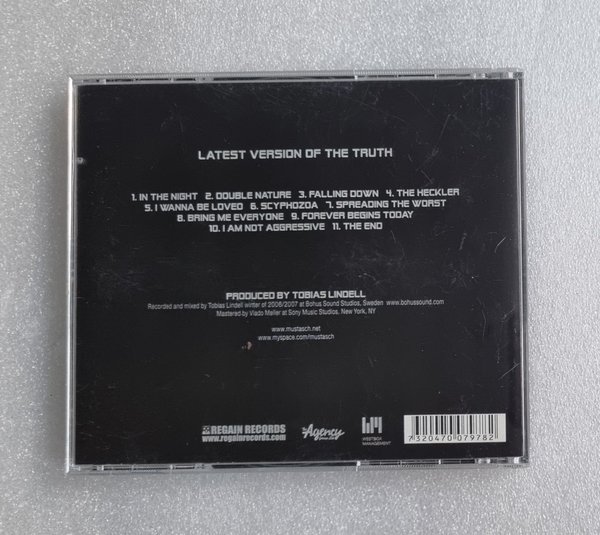 LATEST VERSION OF THE TRUTH
1. IN THE NIGHT 2. DOUBLE NATURE 3. FALLING DOWN 4. THE HECKLER
5. I WANNA BE LOVED 6. SCYPHOZOA 7. SPREADING THE WORST
8. BRING ME EVERYONE 9. FOREVER BEGINS TODAY
10. I AM NOT AGGRESSIVE 11. THE END
PRODUCED BY TOBIAS LINDELL
Recorded and mixed by Tobias Lindell winter of 2006/2007 at Bohus Sound Studios, Sweden www.bohussound.com
Mastered by Vlado Meller at Sony Music Studios, New York, NY
www.mustasch.net
www.myspace.com/mustasch
REGAIN RECORDS
www.regainrecords.com
The Agency
WESTBOX
MANAGEMENT
7320470079782